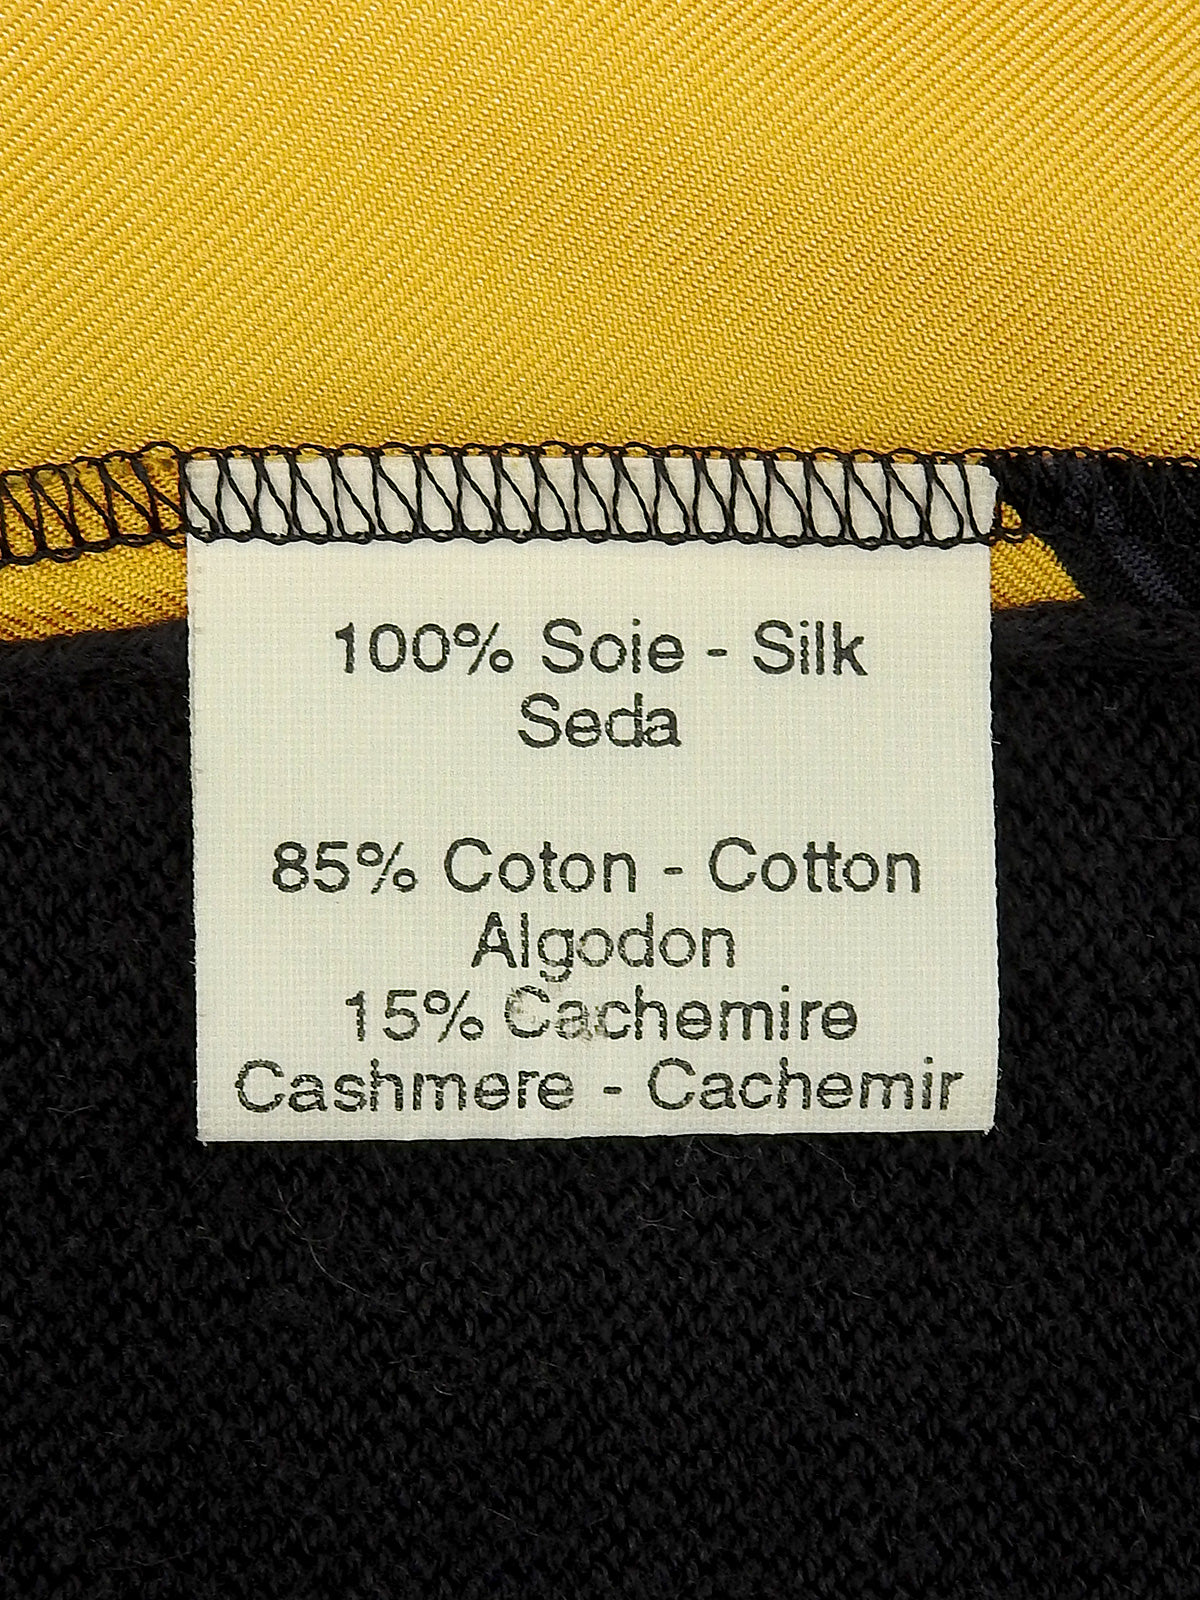 100% Soie - Silk
Seda
85% Coton - Cotton
Algodon
15% Cachemire
Cashmere - Cachemir